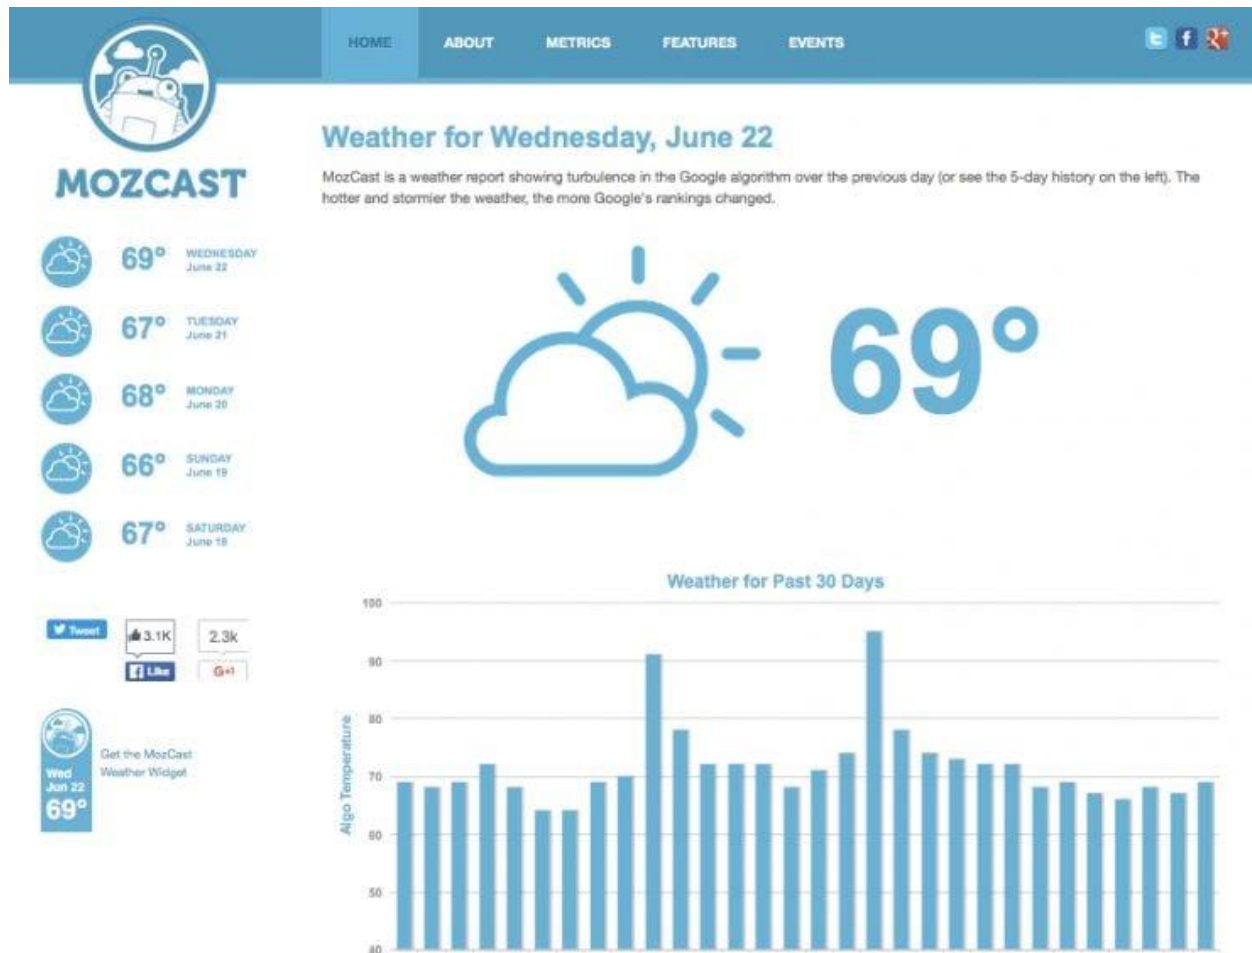 HOME ABOUT METRICS FEATURES EVENTS
MOZCAST
69° WEDNESDAY
June 22
67° TUESDAY
June 21
68° MONDAY
June 20
66° SUNDAY
June 19
67° SATURDAY
June 18
Tweet
3.1K
Like
2.3k
G+1
Wed
Jun 22
69°
Get the MozCast
Weather Widget
Weather for Wednesday, June 22
MozCast is a weather report showing turbulence in the Google algorithm over the previous day (or see the 5-day history on the left). The
hotter and stormier the weather, the more Google's rankings changed.
69°
Weather for Past 30 Days
Algo Temperature
100
90
80
70
60
50
40